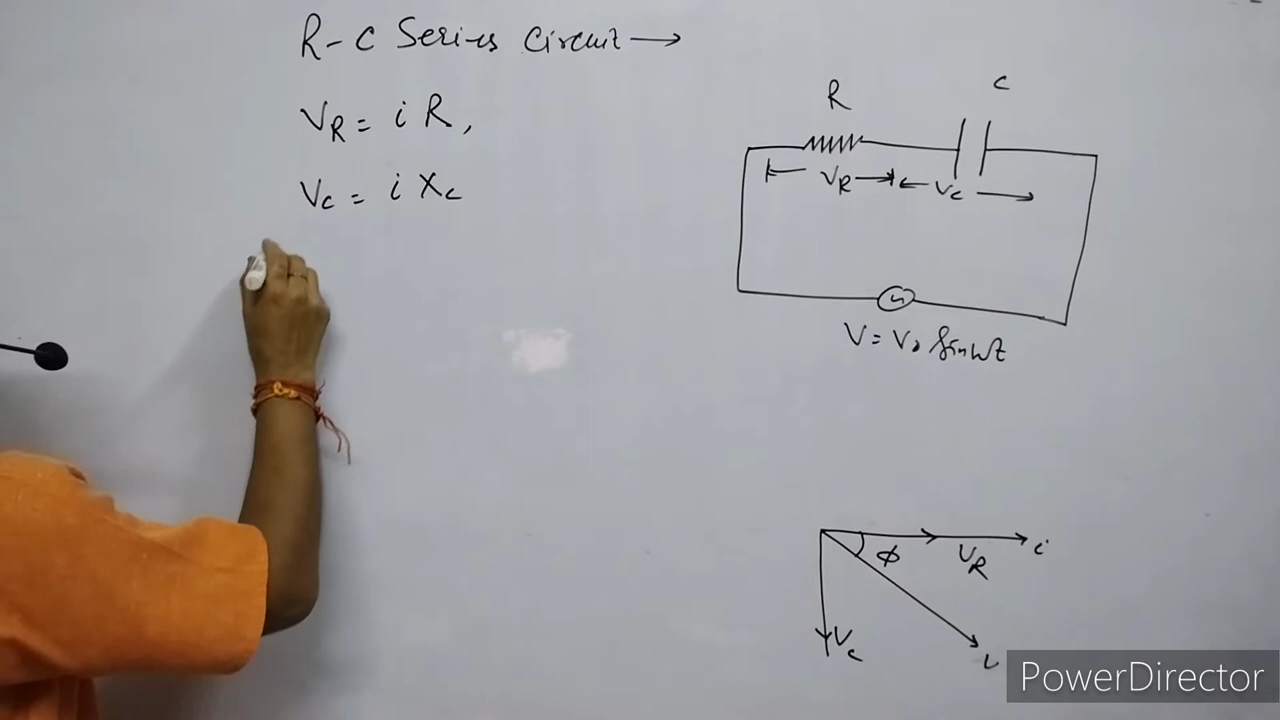 R-C Series Circuit →
V_R = i R,
V_C = i X_C
R
C
V_R
V_C
V = V₀ Sin ωt
i
ϕ
V_R
V_C
PowerDirector